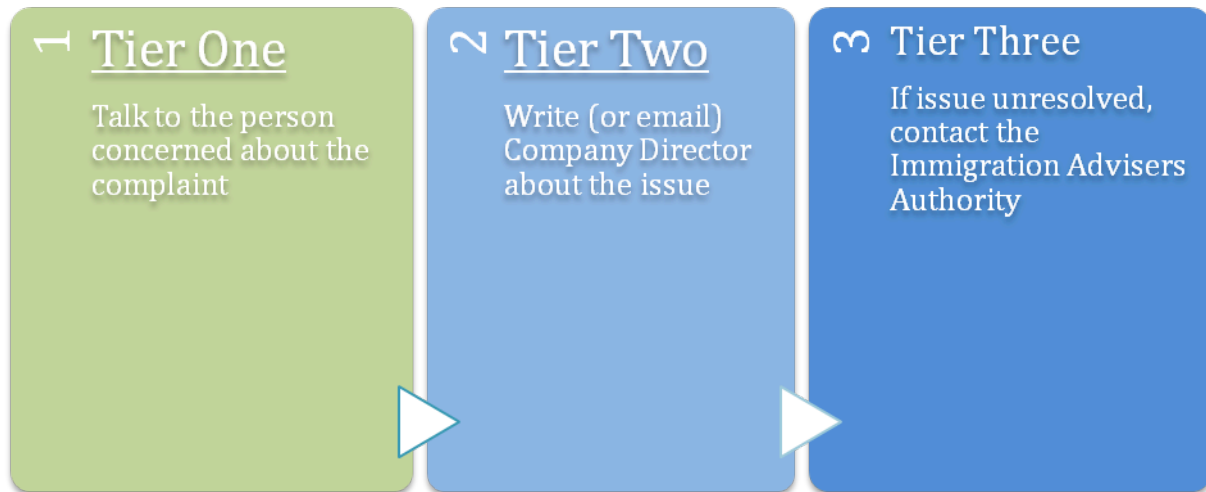 1
Tier One
Talk to the person
concerned about the
complaint
2
Tier Two
Write (or email)
Company Director
about the issue
3
Tier Three
If issue unresolved,
contact the
Immigration Advisers
Authority